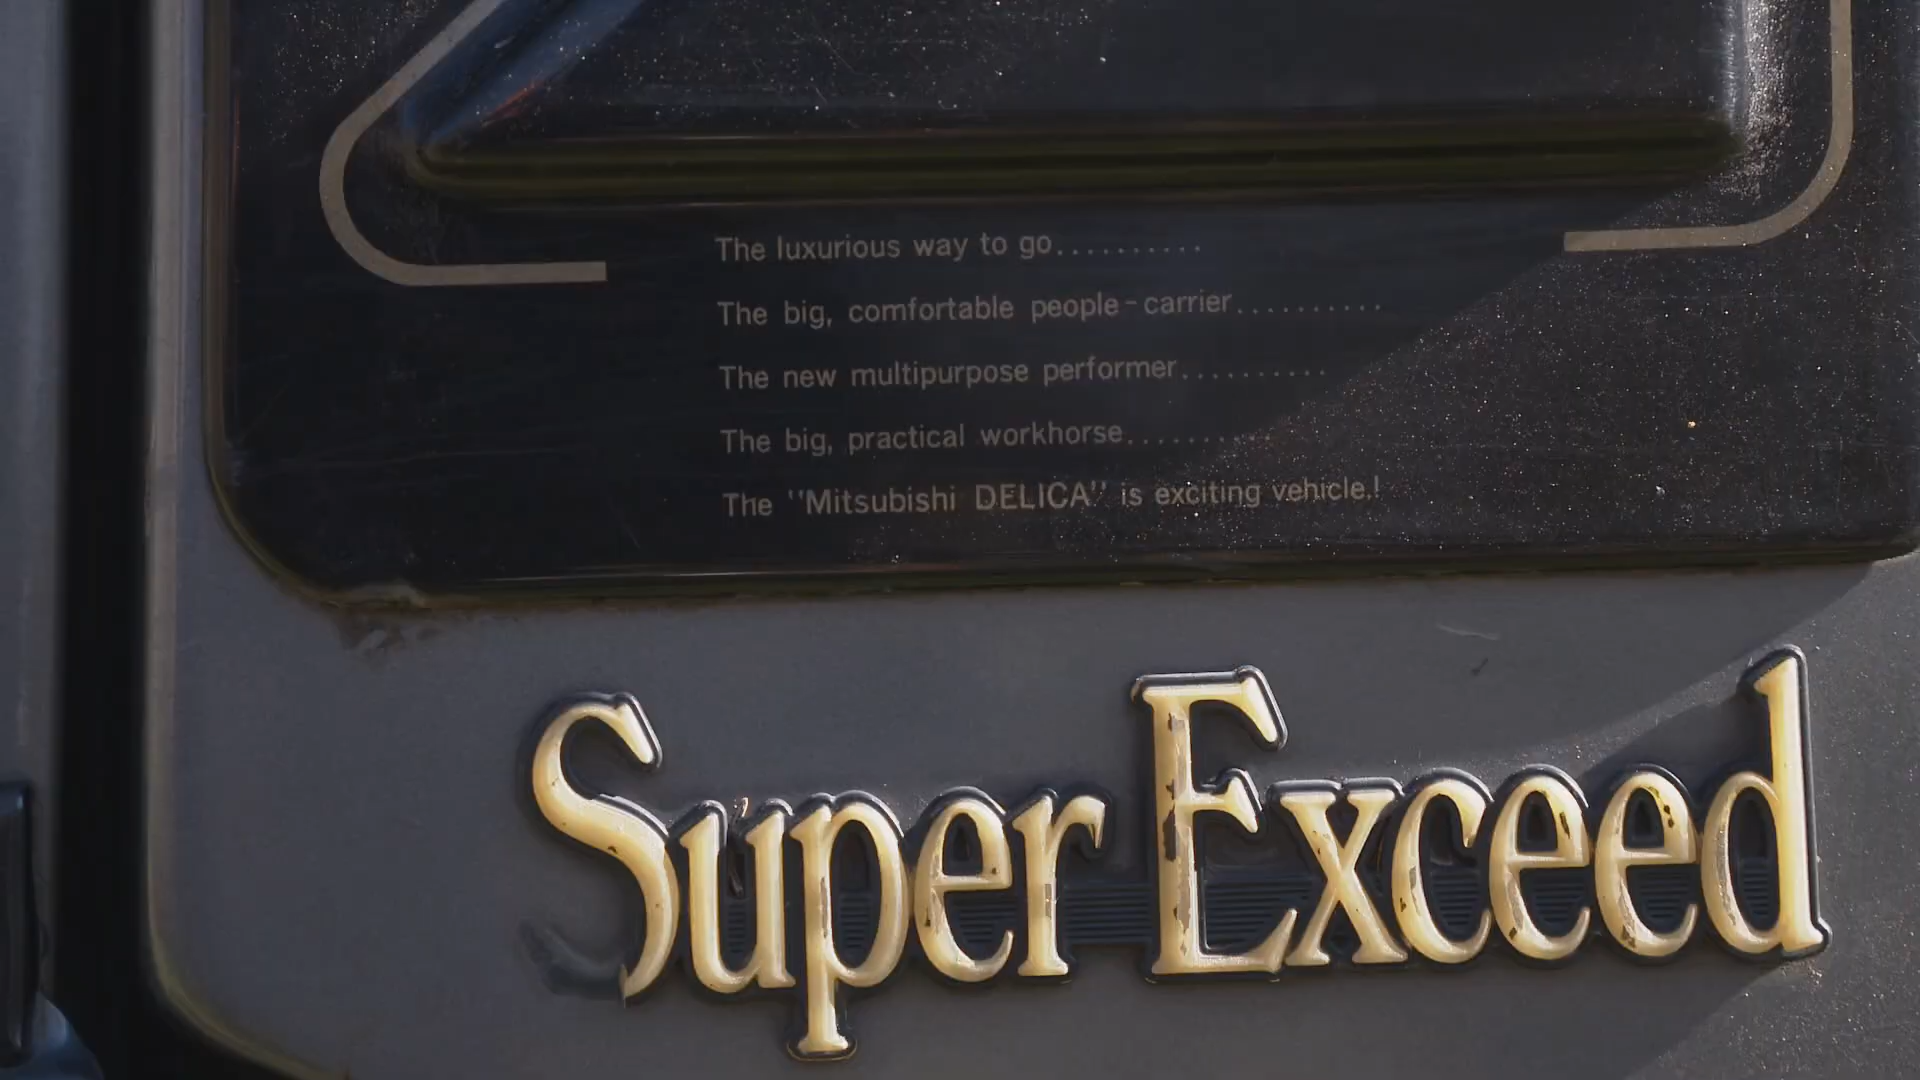 The luxurious way to go..........
The big, comfortable people-carrier..........
The new multipurpose performer..........
The big, practical workhorse..........
The "Mitsubishi DELICA" is exciting vehicle.!
Super Exceed